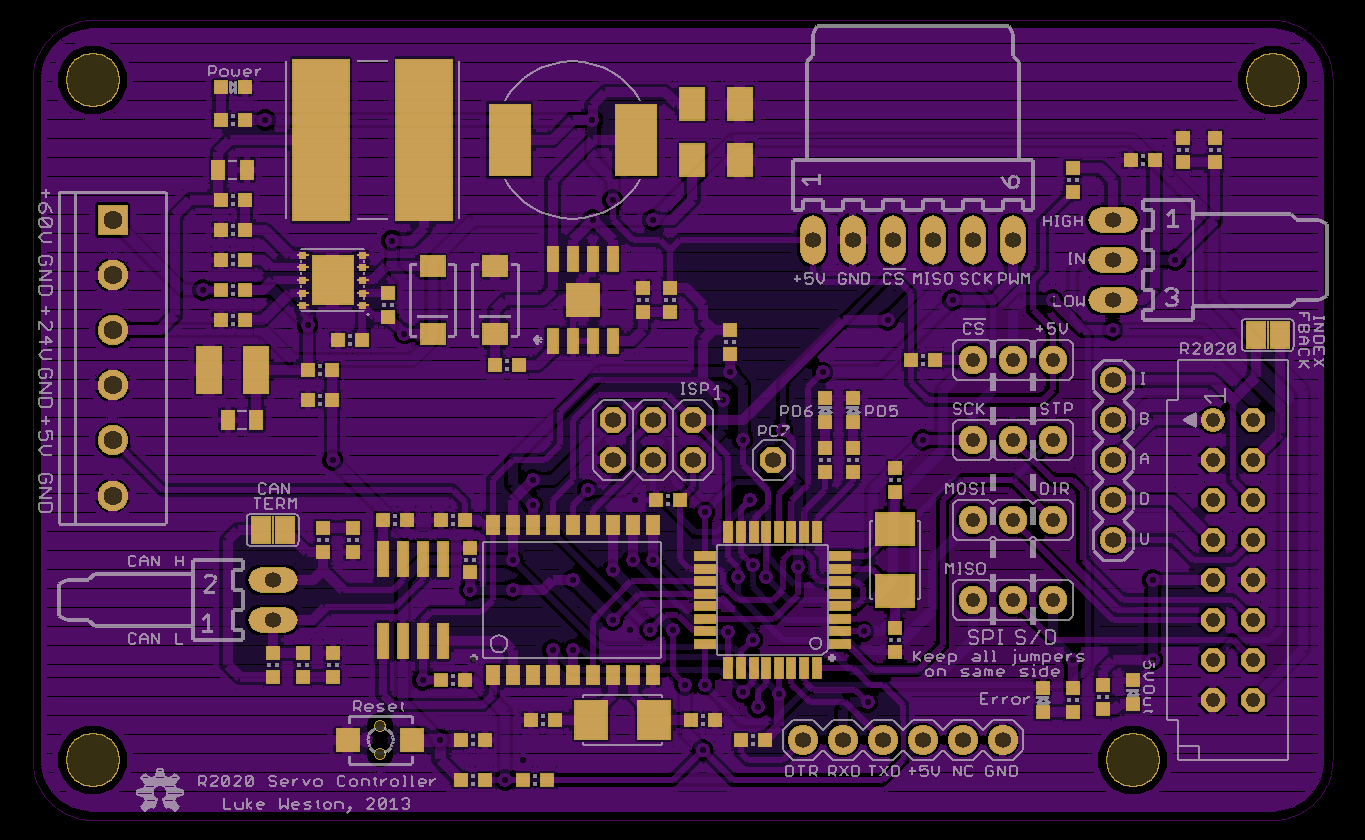 Power
1 6
+5V GND CS MISO SCK PWM
HIGH
IN
LOW
1
3
+60V GND +24V GND +5V GND
INDEX
FBACK
R2020
1
CS +5V
SCK STP
MOSI DIR
MISO
SPI S/D
Keep all jumpers
on same side
I
B
A
D
U
ISP
1
PD6 PD5
PC7
CAN
TERM
CAN H
2
1
CAN L
Error
5VOut
Reset
DTR RXD TXD +5V NC GND
R2020 Servo Controller
Luke Weston, 2013